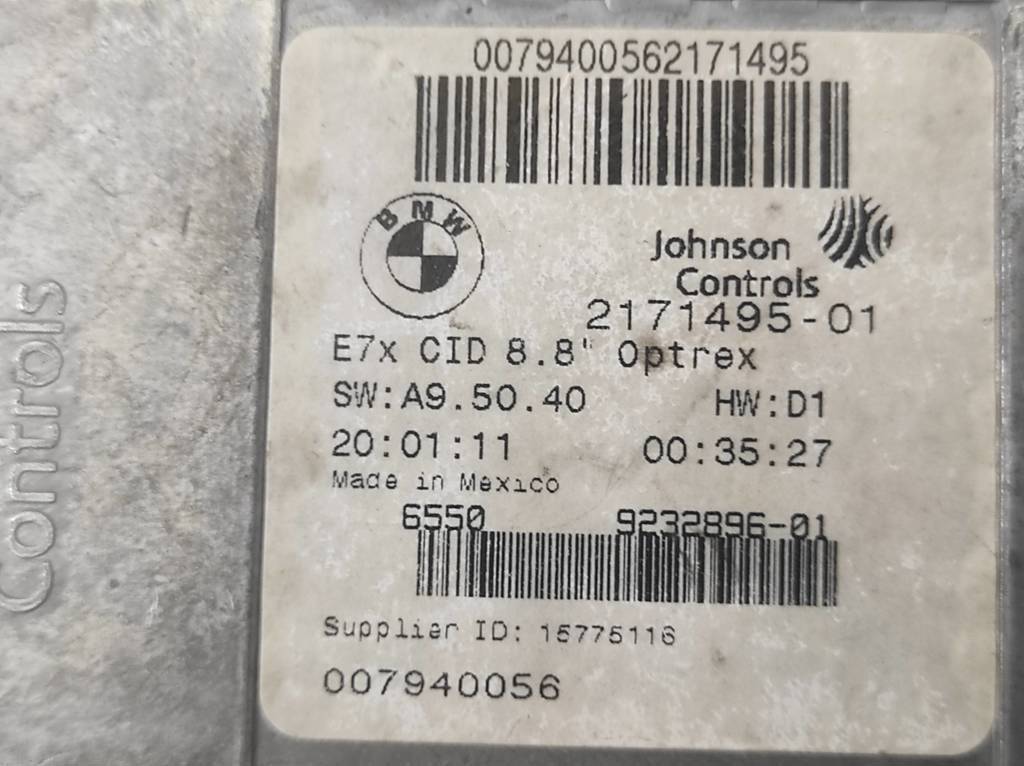 0079400562171495
BMW
Johnson
Controls
2171495-01
E7x CID 8.8" Optrex
SW:A9.50.40 HW:D1
20:01:11 00:35:27
Made in Mexico
6550 9232896-01
Supplier ID: 15775116
007940056
Controls